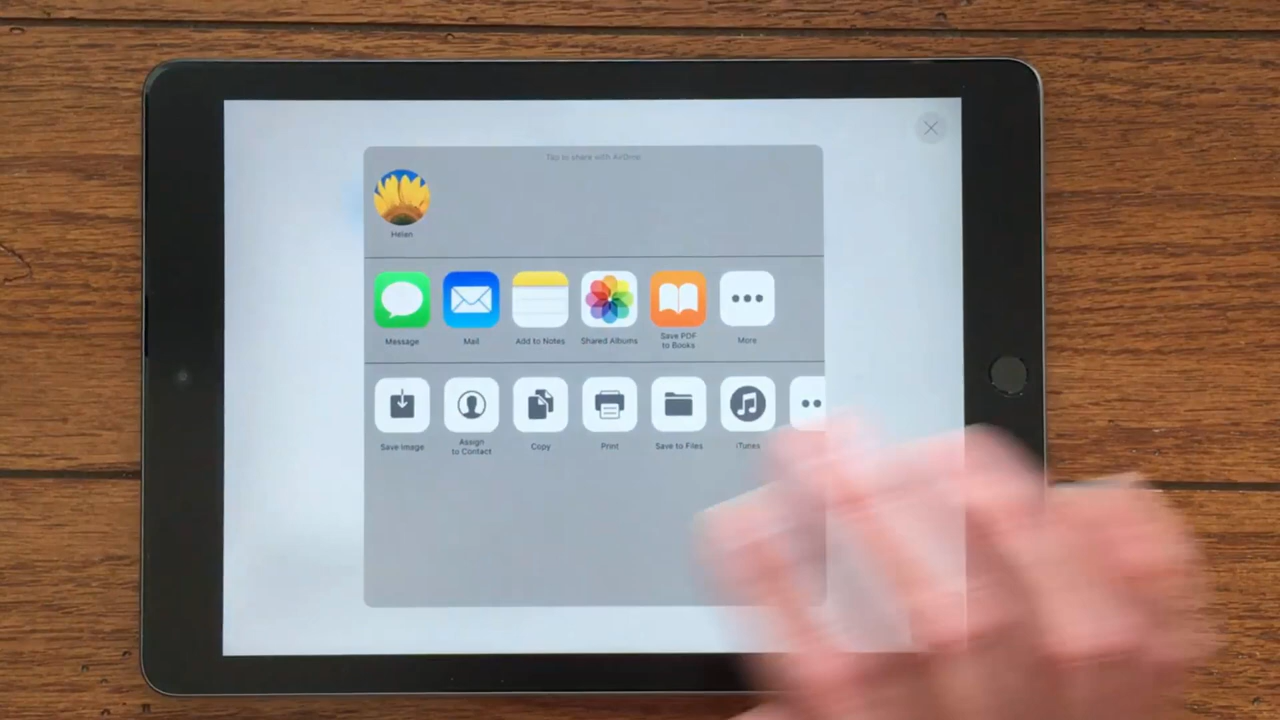 Tap to share with AirDrop
Helen
Message
Mail
Add to Notes
Shared Albums
Save PDF
to Books
More
Save Image
Assign
to Contact
Copy
Print
Save to Files
iTunes